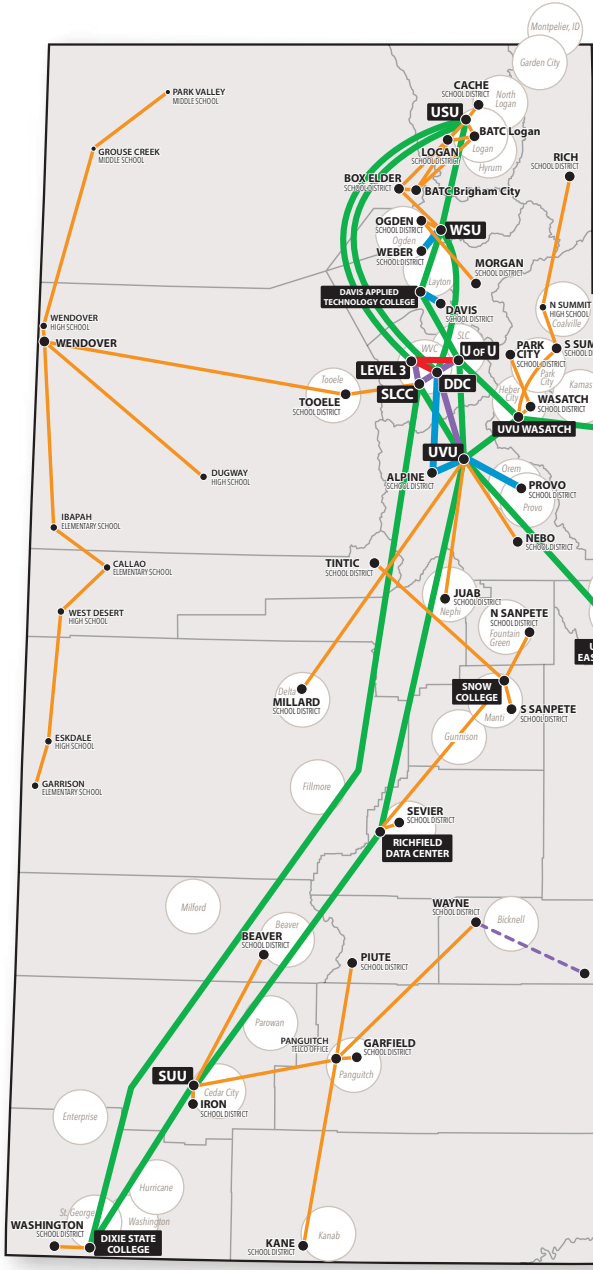 Montpelier, ID
Garden City
PARK VALLEY
MIDDLE SCHOOL
CACHE
SCHOOL DISTRICT
North
Logan
USU
BATC Logan
Logan
GROUSE CREEK
MIDDLE SCHOOL
LOGAN
SCHOOL DISTRICT
Hyrum
RICH
SCHOOL DISTRICT
BOX ELDER
SCHOOL DISTRICT
BATC Brigham City
OGDEN
SCHOOL DISTRICT
WSU
Ogden
WEBER
SCHOOL DISTRICT
MORGAN
SCHOOL DISTRICT
Layton
DAVIS APPLIED
TECHNOLOGY COLLEGE
DAVIS
SCHOOL DISTRICT
N SUMMIT
HIGH SCHOOL
Coalville
WENDOVER
HIGH SCHOOL
WENDOVER
SLC
WVC
U OF U
PARK
CITY
SCHOOL DISTRICT
S SUM
SCHOOL D
LEVEL 3
DDC
Park
City
Kamas
Tooele
SLCC
Heber
City
TOOELE
SCHOOL DISTRICT
WASATCH
SCHOOL DISTRICT
UVU WASATCH
UVU
DUGWAY
HIGH SCHOOL
ALPINE
SCHOOL DISTRICT
Orem
PROVO
SCHOOL DISTRICT
Provo
IBAPAH
ELEMENTARY SCHOOL
NEBO
SCHOOL DISTRICT
CALLAO
ELEMENTARY SCHOOL
TINTIC
SCHOOL DISTRICT
WEST DESERT
HIGH SCHOOL
JUAB
SCHOOL DISTRICT
Nephi
N SANPETE
SCHOOL DISTRICT
Fountain
Green
U
EAS
SNOW
COLLEGE
Delta
MILLARD
SCHOOL DISTRICT
S SANPETE
SCHOOL DISTRICT
Manti
Gunnison
ESKDALE
HIGH SCHOOL
GARRISON
ELEMENTARY SCHOOL
Fillmore
SEVIER
SCHOOL DISTRICT
RICHFIELD
DATA CENTER
Milford
WAYNE
SCHOOL DISTRICT
Bicknell
Beaver
BEAVER
SCHOOL DISTRICT
PIUTE
SCHOOL DISTRICT
Parowan
PANGUITCH
TELCO OFFICE
GARFIELD
SCHOOL DISTRICT
Panguitch
SUU
Cedar City
IRON
SCHOOL DISTRICT
Enterprise
Hurricane
St. George
Washington
WASHINGTON
SCHOOL DISTRICT
DIXIE STATE
COLLEGE
KANE
SCHOOL DISTRICT
Kanab